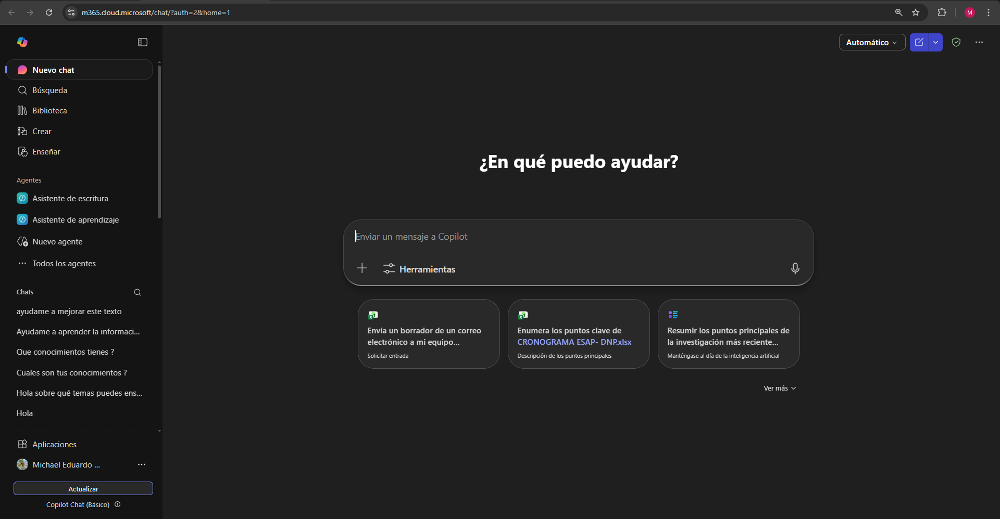 m365.cloud.microsoft/chat/?auth=2&home=1
M
Automático
Nuevo chat
Búsqueda
Biblioteca
Crear
Enseñar
Agentes
Asistente de escritura
Asistente de aprendizaje
Nuevo agente
Todos los agentes
Chats
ayudame a mejorar este texto
Ayudame a aprender la informaci...
Que conocimientos tienes ?
Cuales son tus conocimientos ?
Hola sobre qué temas puedes ens...
Hola
Aplicaciones
Michael Eduardo ...
Actualizar
Copilot Chat (Básico)
¿En qué puedo ayudar?
Enviar un mensaje a Copilot
Herramientas
Envía un borrador de un correo
electrónico a mi equipo...
Solicitar entrada
Enumera los puntos clave de
CRONOGRAMA ESAP- DNP.xlsx
Descripción de los puntos principales
Resumir los puntos principales de
la investigación más reciente...
Manténgase al día de la inteligencia artificial
Ver más